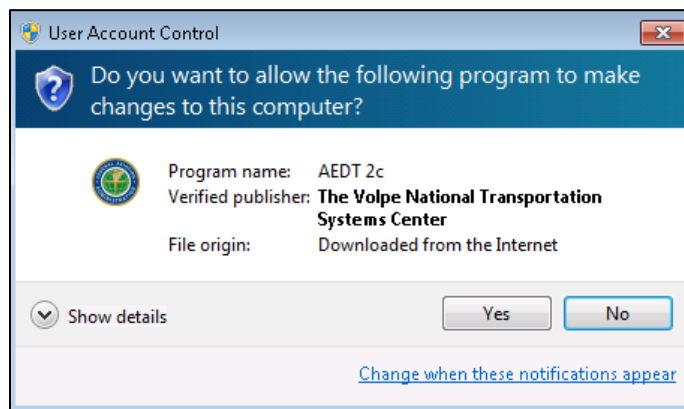 User Account Control
Do you want to allow the following program to make
changes to this computer?
Program name: AEDT 2c
Verified publisher: The Volpe National Transportation
Systems Center
File origin: Downloaded from the Internet
Show details
Yes
No
Change when these notifications appear